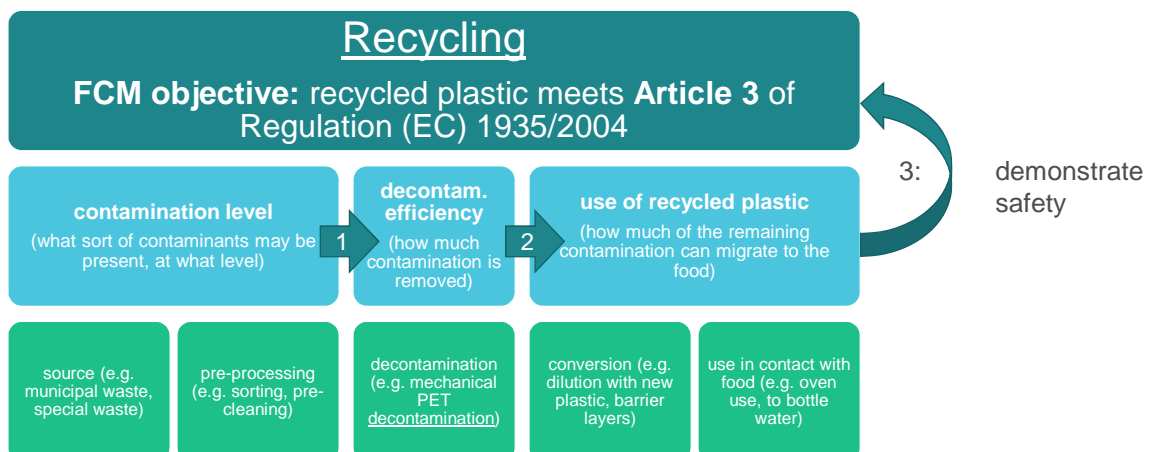 Recycling
FCM objective: recycled plastic meets Article 3 of
Regulation (EC) 1935/2004
3:
demonstrate
safety
contamination level
(what sort of contaminants may be
present, at what level)
1
decontam.
efficiency
(how much
contamination is
removed)
2
use of recycled plastic
(how much of the remaining
contamination can migrate to the
food)
source (e.g.
municipal waste,
special waste)
pre-processing
(e.g. sorting, pre-
cleaning)
decontamination
(e.g. mechanical
PET
decontamination)
conversion (e.g.
dilution with new
plastic, barrier
layers)
use in contact with
food (e.g. oven
use, to bottle
water)